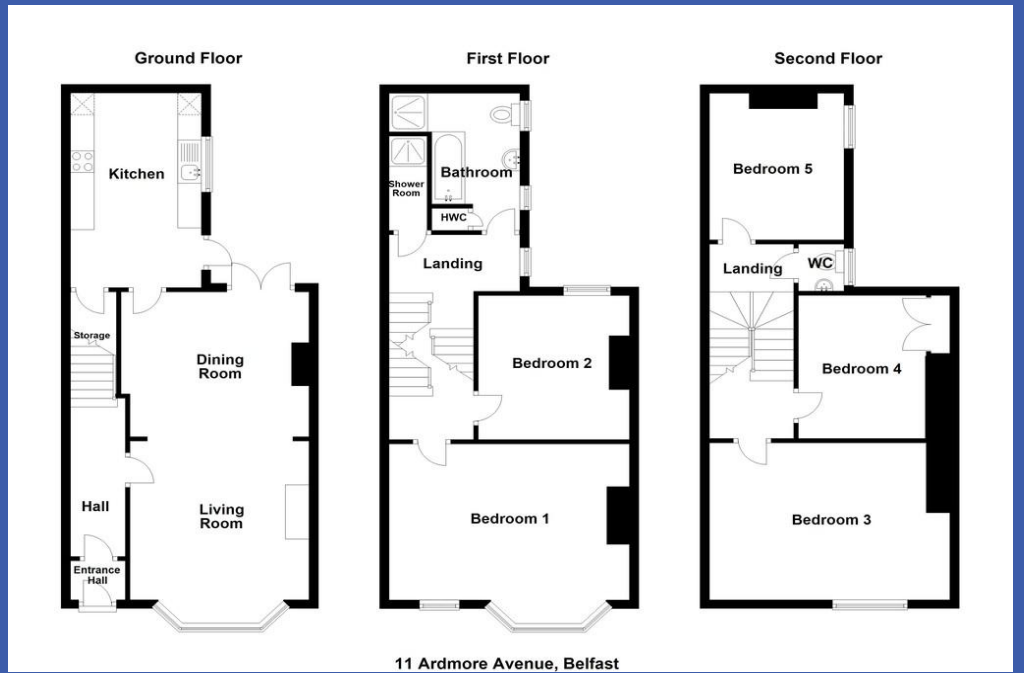 Ground Floor
First Floor
Second Floor
Kitchen
Storage
Dining
Room
Hall
Living
Room
Entrance
Hall
Bathroom
Shower
Room
HWC
Landing
Bedroom 2
Bedroom 1
Bedroom 5
Landing
WC
Bedroom 4
Bedroom 3
11 Ardmore Avenue, Belfast